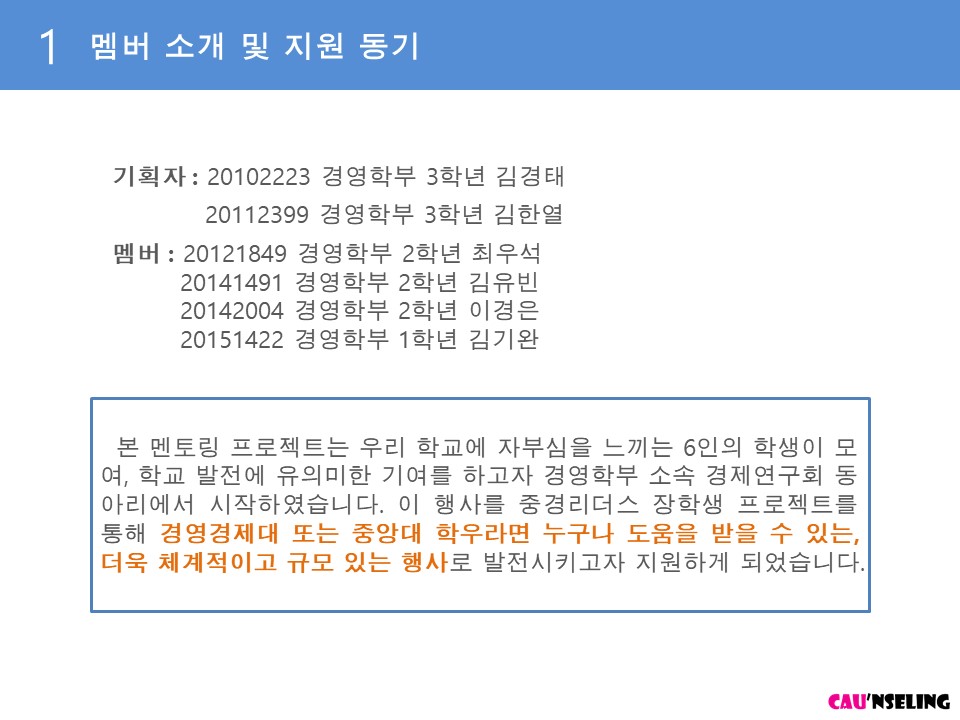 1 멤버 소개 및 지원 동기
기획자 : 20102223 경영학부 3학년 김경태
20112399 경영학부 3학년 김한열
멤버 : 20121849 경영학부 2학년 최우석
20141491 경영학부 2학년 김유빈
20142004 경영학부 2학년 이경은
20151422 경영학부 1학년 김기완
본 멘토링 프로젝트는 우리 학교에 자부심을 느끼는 6인의 학생이 모
여, 학교 발전에 유의미한 기여를 하고자 경영학부 소속 경제연구회 동
아리에서 시작하였습니다. 이 행사를 중경리더스 장학생 프로젝트를
통해 경영경제대 또는 중앙대 학우라면 누구나 도움을 받을 수 있는,
더욱 체계적이고 규모 있는 행사로 발전시키고자 지원하게 되었습니다.
CAU'NSELING